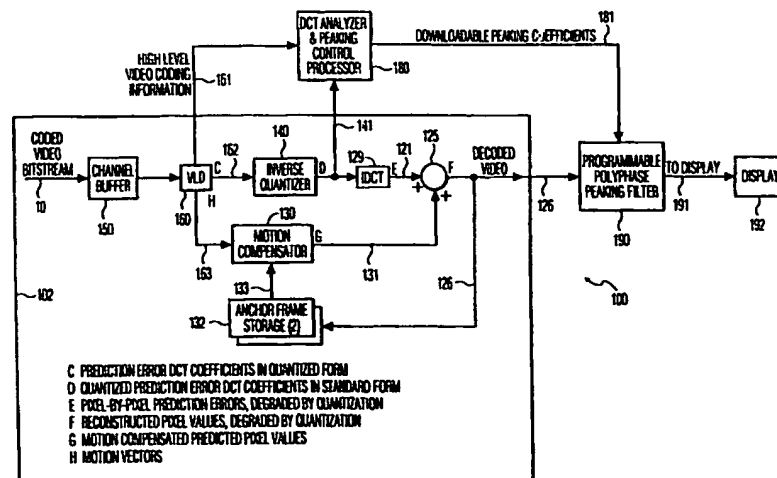 DCT ANALYZER
& PEAKING
CONTROL
PROCESSOR
180
DOWNLOADABLE PEAKING C-EFFICIENTS
181
HIGH LEVEL
VIDEO CODING
INFORMATION
161
141
CODED
VIDEO
BITSTREAM
10
CHANNEL
BUFFER
150
VLD
160
C
H
162
140
INVERSE
QUANTIZER
D
129
IDCT
121
E
125
F
+
+
DECODED
VIDEO
126
PROGRAMMABLE
POLYPHASE
PEAKING FILTER
190
TO DISPLAY
191
DISPLAY
192
130
MOTION
COMPENSATOR
G
163
131
133
126
102
132
ANCHOR FRAME
STORAGE (2)
100
C PREDICTION ERROR DCT COEFFICIENTS IN QUANTIZED FORM
D QUANTIZED PREDICTION ERROR DCT COEFFICIENTS IN STANDARD FORM
E PIXEL-BY-PIXEL PREDICTION ERRORS, DEGRADED BY QUANTIZATION
F RECONSTRUCTED PIXEL VALUES, DEGRADED BY QUANTIZATION
G MOTION COMPENSATED PREDICTED PIXEL VALUES
H MOTION VECTORS